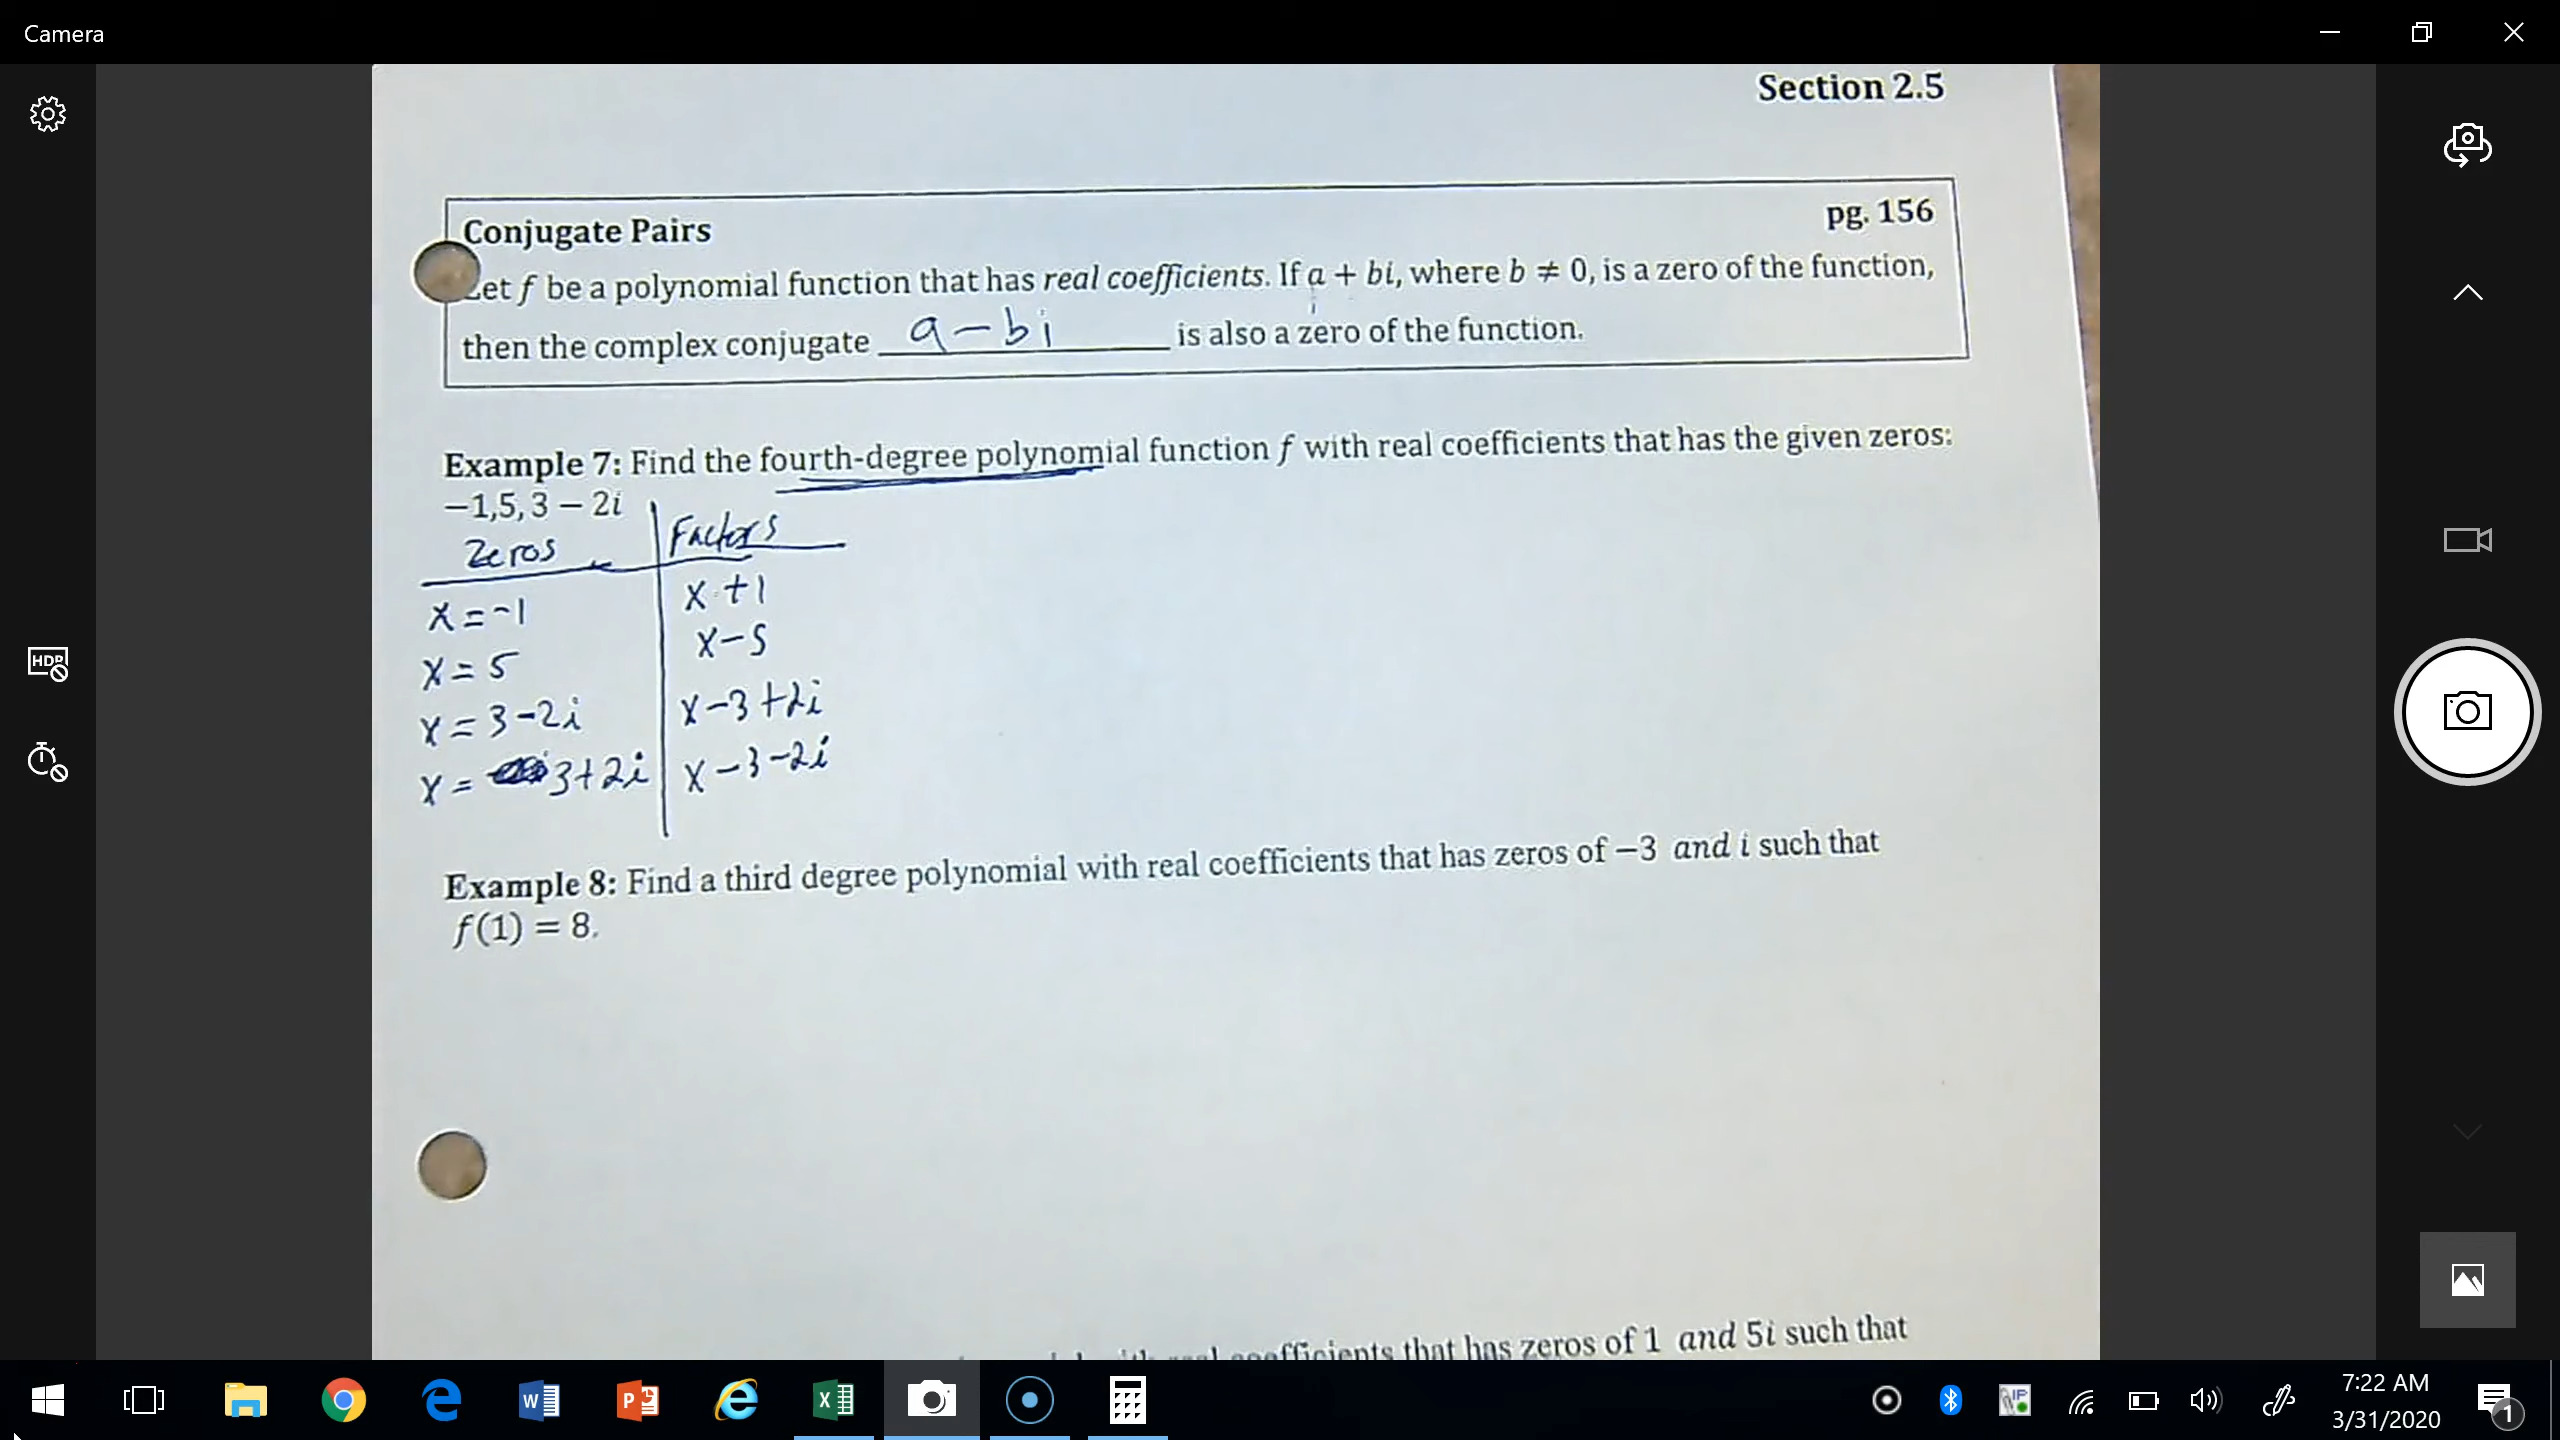 Camera
Section 2.5
Conjugate Pairs pg. 156
Let f be a polynomial function that has real coefficients. If a + bi, where b ≠ 0, is a zero of the function,
then the complex conjugate a − bi is also a zero of the function.
Example 7: Find the fourth-degree polynomial function f with real coefficients that has the given zeros:
−1,5, 3 − 2i
Zeros Factors
x = -1 x + 1
x = 5 x - 5
x = 3 - 2i x - 3 + 2i
x = 3 + 2i x - 3 - 2i
Example 8: Find a third degree polynomial with real coefficients that has zeros of −3 and i such that
f(1) = 8.
with real coefficients that has zeros of 1 and 5i such that
HDR
7:22 AM
3/31/2020
1